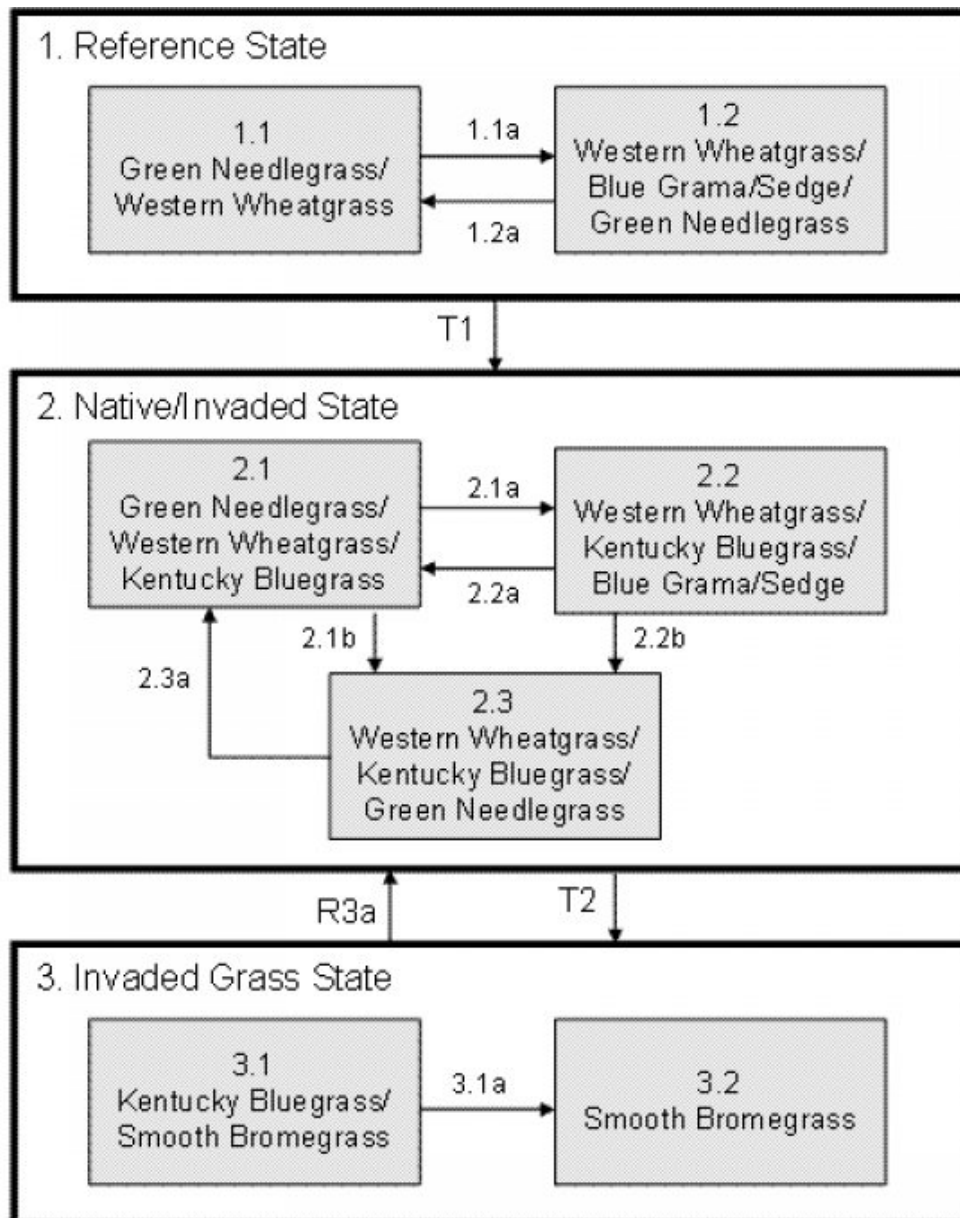 1. Reference State
1.1
Green Needlegrass/
Western Wheatgrass
1.1a
1.2a
1.2
Western Wheatgrass/
Blue Grama/Sedge/
Green Needlegrass
T1
2. Native/Invaded State
2.1
Green Needlegrass/
Western Wheatgrass/
Kentucky Bluegrass
2.1a
2.2a
2.2
Western Wheatgrass/
Kentucky Bluegrass/
Blue Grama/Sedge
2.3a
2.1b
2.2b
2.3
Western Wheatgrass/
Kentucky Bluegrass/
Green Needlegrass
R3a
T2
3. Invaded Grass State
3.1
Kentucky Bluegrass/
Smooth Bromegrass
3.1a
3.2
Smooth Bromegrass